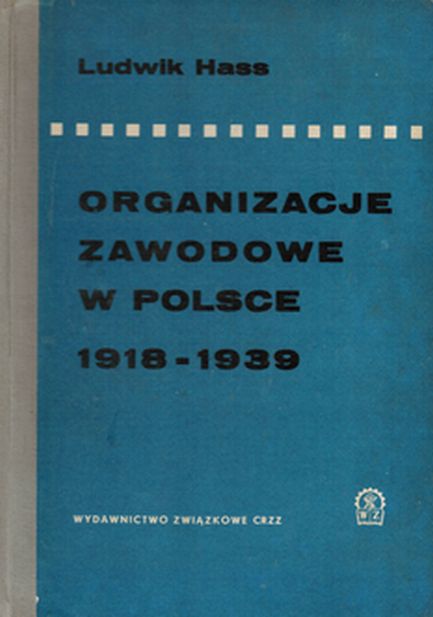 Ludwik Hass
ORGANIZACJE
ZAWODOWE
W POLSCE
1918-1939
WYDAWNICTWO ZWIĄZKOWE CRZZ
W Z